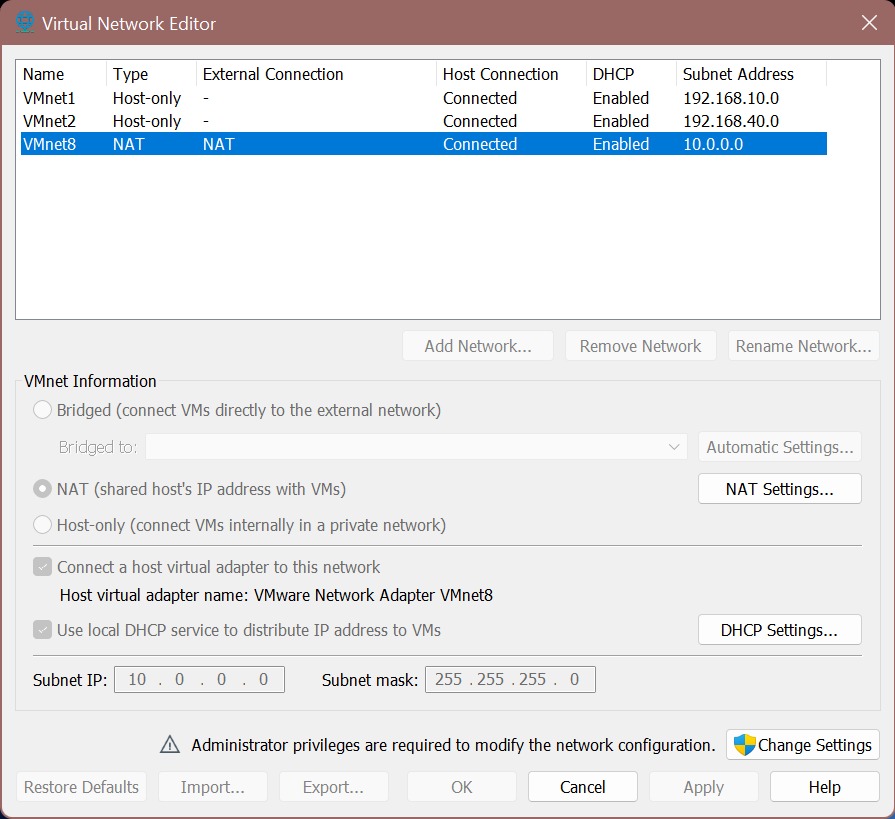 Virtual Network Editor
Name Type External Connection Host Connection DHCP Subnet Address
VMnet1 Host-only - Connected Enabled 192.168.10.0
VMnet2 Host-only - Connected Enabled 192.168.40.0
VMnet8 NAT NAT Connected Enabled 10.0.0.0
Add Network... Remove Network Rename Network...
VMnet Information
Bridged (connect VMs directly to the external network)
Bridged to: Automatic Settings...
NAT (shared host's IP address with VMs) NAT Settings...
Host-only (connect VMs internally in a private network)
Connect a host virtual adapter to this network
Host virtual adapter name: VMware Network Adapter VMnet8
Use local DHCP service to distribute IP address to VMs DHCP Settings...
Subnet IP: 10 . 0 . 0 . 0 Subnet mask: 255 . 255 . 255 . 0
Administrator privileges are required to modify the network configuration. Change Settings
Restore Defaults Import... Export... OK Cancel Apply Help